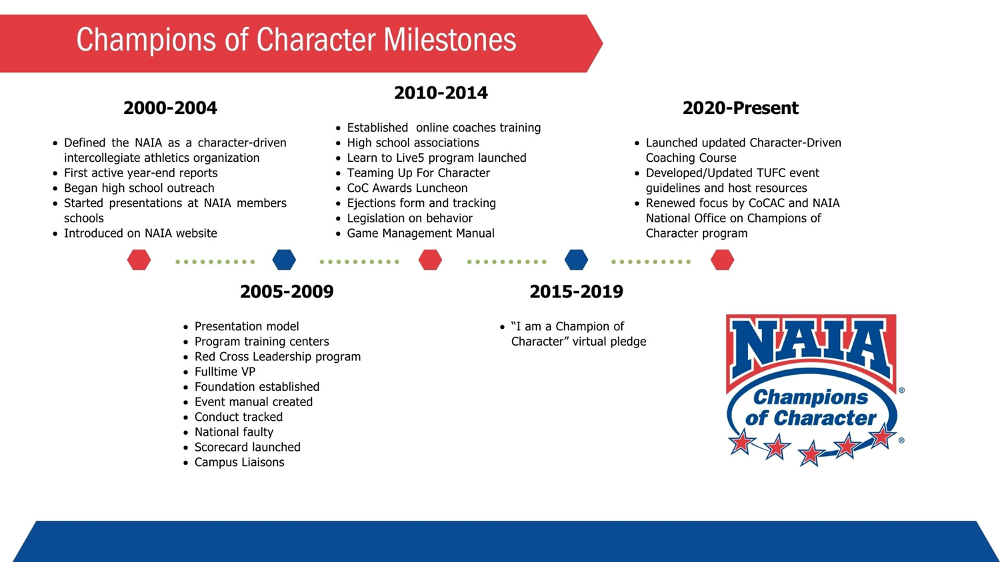 Champions of Character Milestones
2000-2004
• Defined the NAIA as a character-driven
intercollegiate athletics organization
• First active year-end reports
• Began high school outreach
• Started presentations at NAIA members
schools
• Introduced on NAIA website
2005-2009
• Presentation model
• Program training centers
• Red Cross Leadership program
• Fulltime VP
• Foundation established
• Event manual created
• Conduct tracked
• National faulty
• Scorecard launched
• Campus Liaisons
2010-2014
• Established  online coaches training
• High school associations
• Learn to Live5 program launched
• Teaming Up For Character
• CoC Awards Luncheon
• Ejections form and tracking
• Legislation on behavior
• Game Management Manual
2015-2019
• “I am a Champion of
Character” virtual pledge
2020-Present
• Launched updated Character-Driven
Coaching Course
• Developed/Updated TUFC event
guidelines and host resources
• Renewed focus by CoCAC and NAIA
National Office on Champions of
Character program
NAIA®
Champions
of Character®